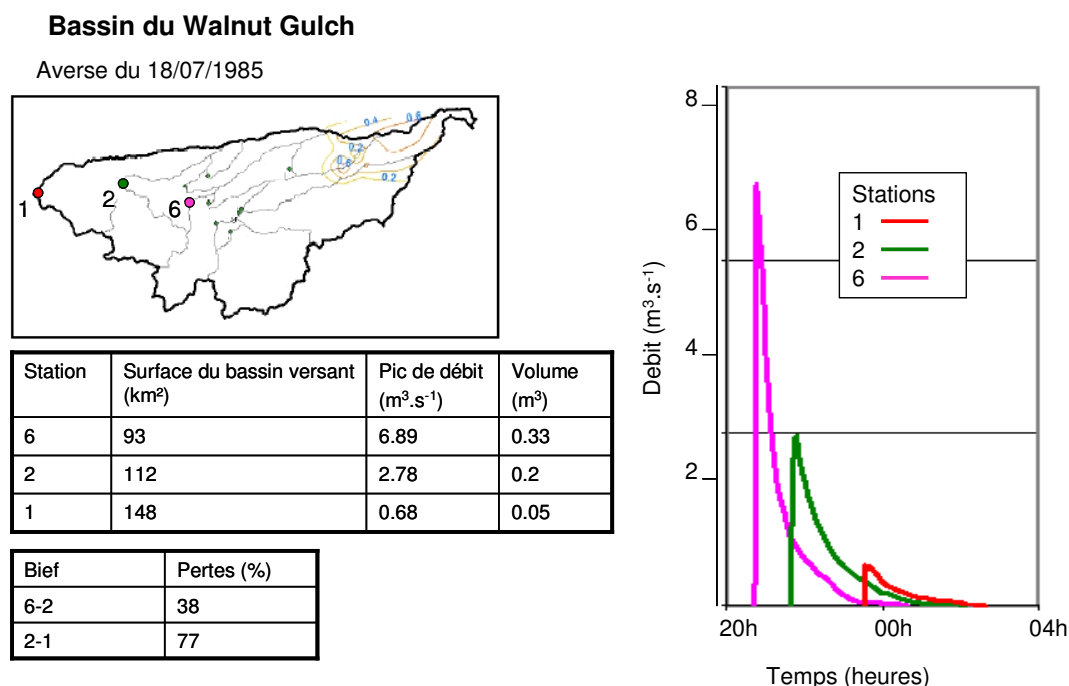 Bassin du Walnut Gulch
Averse du 18/07/1985
0.4
0.6
0.2
0.6
0.2
1
2
6
Station Surface du bassin versant (km²) Pic de débit (m³.s⁻¹) Volume (m³)
6 93 6.89 0.33
2 112 2.78 0.2
1 148 0.68 0.05
Bief Pertes (%)
6-2 38
2-1 77
8
6
4
2
Debit (m³.s⁻¹)
Stations
1
2
6
20h 00h 04h
Temps (heures)